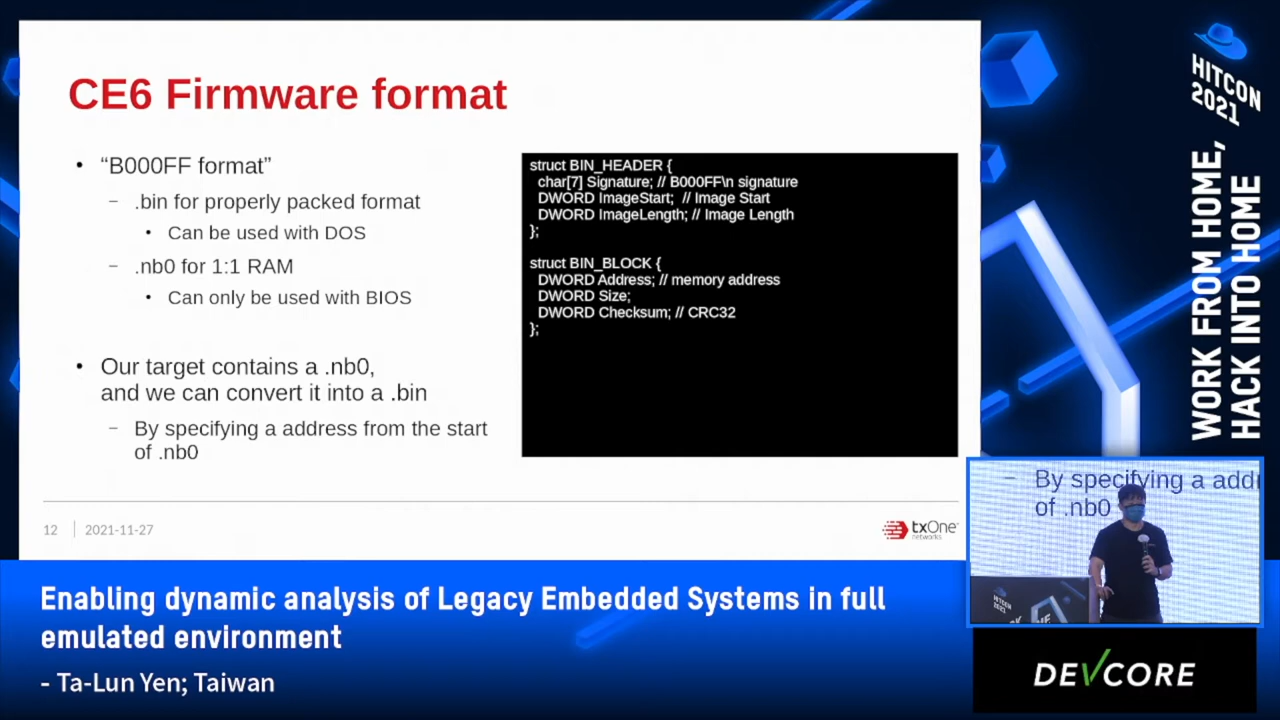 CE6 Firmware format
• “B000FF format”
– .bin for properly packed format
• Can be used with DOS
– .nb0 for 1:1 RAM
• Can only be used with BIOS
• Our target contains a .nb0,
and we can convert it into a .bin
– By specifying a address from the start
of .nb0
struct BIN_HEADER {
char[7] Signature; // B000FF\n signature
DWORD ImageStart;  // Image Start
DWORD ImageLength; // Image Length
};
struct BIN_BLOCK {
DWORD Address; // memory address
DWORD Size;
DWORD Checksum; // CRC32
};
12
2021-11-27
txOne
networks
HITCON
2021
WORK FROM HOME,
HACK INTO HOME
– By specifying a addr
of .nb0
HITCON
2021
Enabling dynamic analysis of Legacy Embedded Systems in full
emulated environment
- Ta-Lun Yen; Taiwan
DEVCORE